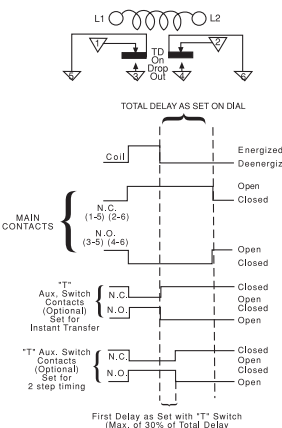 L1 L2
1 TD 2
On
Drop
Out
5 3 4 6
TOTAL DELAY AS SET ON DIAL
Energized
Coil
Deenergiz
Open
N.C.
(1-5) (2-6)
Closed
MAIN
CONTACTS
N.O.
(3-5) (4-6)
Open
Closed
"T"
Aux. Switch
Contacts
(Optional)
Set for
Instant Transfer
N.C.
Closed
Open
N.O.
Closed
Open
"T" Aux. Switch
Contacts
(Optional)
Set for
2 step timing
N.C.
Closed
Open
N.O.
Closed
Open
First Delay as Set with "T" Switch
(Max. of 30% of Total Delay